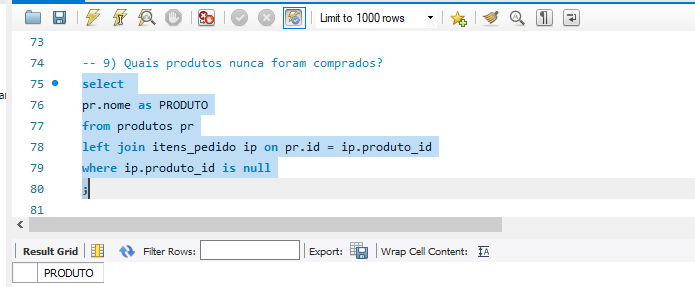 Limit to 1000 rows
73
74 -- 9) Quais produtos nunca foram comprados?
75 select
76 pr.nome as PRODUTO
77 from produtos pr
78 left join itens_pedido ip on pr.id = ip.produto_id
79 where ip.produto_id is null
80 ;
81
Result Grid Filter Rows: Export: Wrap Cell Content:
PRODUTO